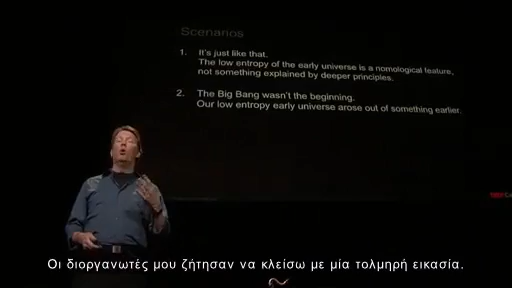 Scenarios
1. It's just like that.
The low entropy of the early universe is a nomological feature,
not something explained by deeper principles.
2. The Big Bang wasn't the beginning.
Our low entropy early universe arose out of something earlier.
Οι διοργανωτές μου ζήτησαν να κλείσω με μία τολμηρή εικασία.